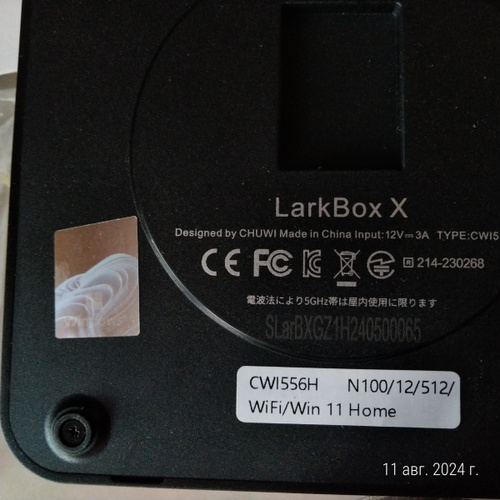 LarkBox X
Designed by CHUWI Made in China Input:12V⎓3A TYPE:CWI5
CE FC 214-230268
電波法により5GHz帯は屋内使用に限ります
SLarBXGZ1H240500065
CWI556H N100/12/512/
WiFi/Win 11 Home
11 авг. 2024 г.